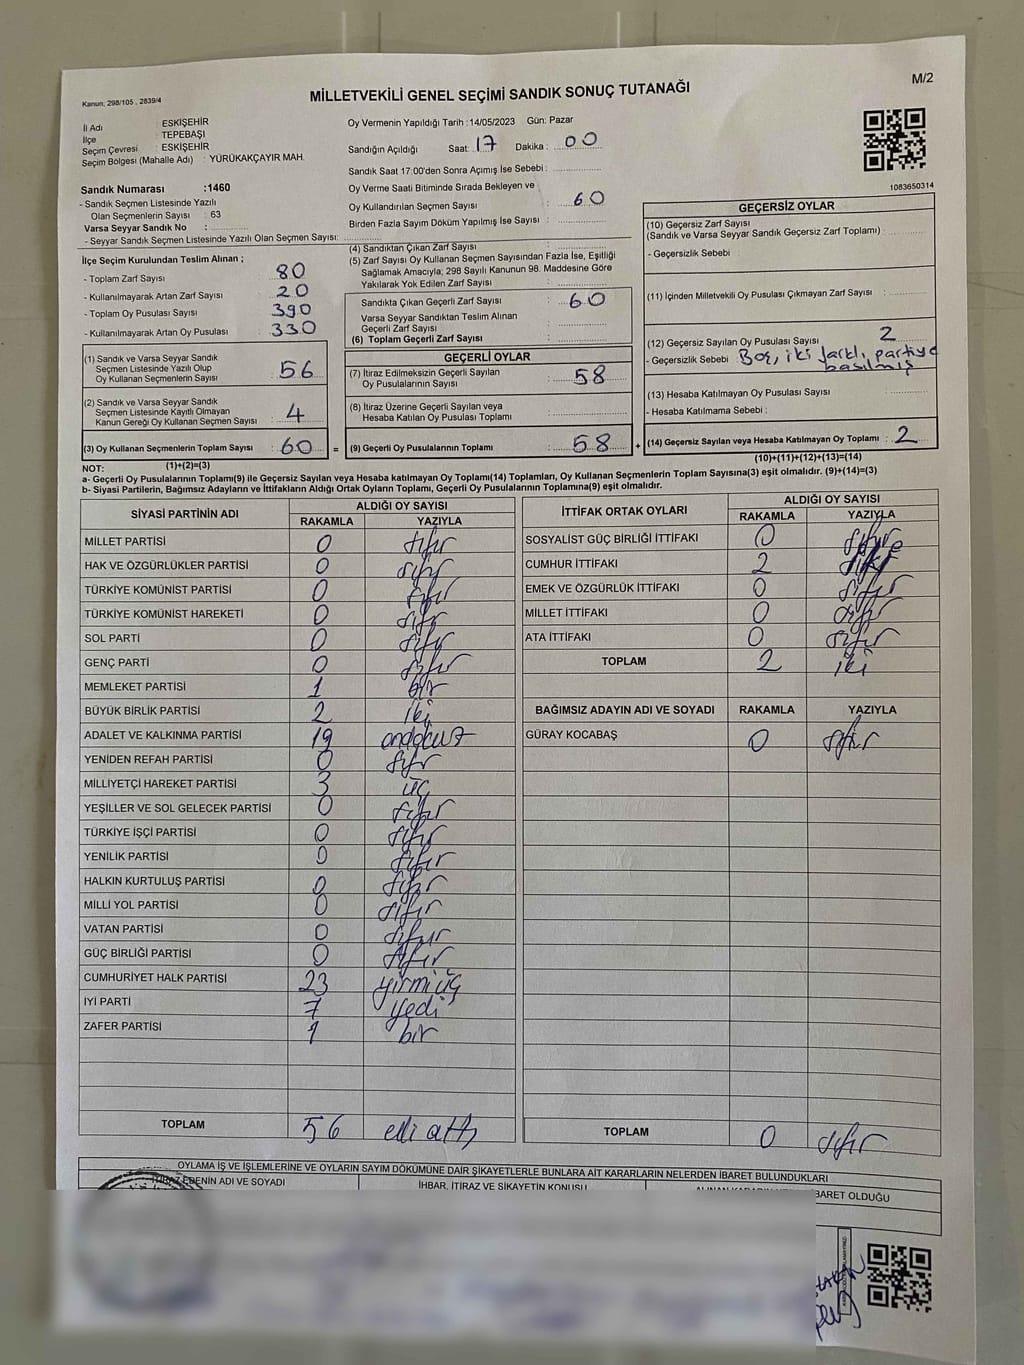 Kanun, 298/105 , 2839/4
MİLLETVEKİLİ GENEL SEÇİMİ SANDIK SONUÇ TUTANAĞI
M/2
İl Adı : ESKİŞEHİR
İlçe : TEPEBAŞI
Seçim Çevresi : ESKİŞEHİR
Seçim Bölgesi (Mahalle Adı) : YÜRÜKAKÇAYIR MAH.
Sandık Numarası :1460
- Sandık Seçmen Listesinde Yazılı
Olan Seçmenlerin Sayısı : 63
Varsa Seyyar Sandık No :
- Seyyar Sandık Seçmen Listesinde Yazılı Olan Seçmen Sayısı:
İlçe Seçim Kurulundan Teslim Alınan ;
- Toplam Zarf Sayısı : 80
- Kullanılmayarak Artan Zarf Sayısı : 20
- Toplam Oy Pusulası Sayısı : 390
- Kullanılmayarak Artan Oy Pusulası : 330
(1) Sandık ve Varsa Seyyar Sandık
Seçmen Listesinde Yazılı Olup
Oy Kullanan Seçmenlerin Sayısı : 56
(2) Sandık ve Varsa Seyyar Sandık
Seçmen Listesinde Kayıtlı Olmayan
Kanun Gereği Oy Kullanan Seçmen Sayısı : 4
(3) Oy Kullanan Seçmenlerin Toplam Sayısı : 60
(1)+(2)=(3)
Oy Vermenin Yapıldığı Tarih :14/05/2023 Gün: Pazar
Sandığın Açıldığı Saat: 17 Dakika : 00
Sandık Saat 17:00'den Sonra Açımış İse Sebebi :
Oy Verme Saati Bitiminde Sırada Bekleyen ve
Oy Kullandırılan Seçmen Sayısı : 60
Birden Fazla Sayım Döküm Yapılmış İse Sayısı :
(4) Sandıktan Çıkan Zarf Sayısı :
(5) Zarf Sayısı Oy Kullanan Seçmen Sayısından Fazla İse, Eşitliği
Sağlamak Amacıyla; 298 Sayılı Kanunun 98. Maddesine Göre
Yakılarak Yok Edilen Zarf Sayısı :
Sandıkta Çıkan Geçerli Zarf Sayısı : 60
Varsa Seyyar Sandıktan Teslim Alınan
Geçerli Zarf Sayısı :
(6) Toplam Geçerli Zarf Sayısı :
GEÇERLİ OYLAR
(7) İtiraz Edilmeksizin Geçerli Sayılan
Oy Pusulalarının Sayısı : 58
(8) İtiraz Üzerine Geçerli Sayılan veya
Hesaba Katılan Oy Pusulası Toplamı :
= (9) Geçerli Oy Pusulalarının Toplamı : 58 +
1083650314
GEÇERSİZ OYLAR
(10) Geçersiz Zarf Sayısı
(Sandık ve Varsa Seyyar Sandık Geçersiz Zarf Toplamı) :
- Geçersizlik Sebebi :
(11) İçinden Milletvekili Oy Pusulası Çıkmayan Zarf Sayısı :
(12) Geçersiz Sayılan Oy Pusulası Sayısı : 2
- Geçersizlik Sebebi : Boş, iki farklı partiye
basılmış
(13) Hesaba Katılmayan Oy Pusulası Sayısı :
- Hesaba Katılmama Sebebi :
(14) Geçersiz Sayılan veya Hesaba Katılmayan Oy Toplamı : 2
(10)+(11)+(12)+(13)=(14)
NOT:
a- Geçerli Oy Pusulalarının Toplamı(9) ile Geçersiz Sayılan veya Hesaba katılmayan Oy Toplamı(14) Toplamları, Oy Kullanan Seçmenlerin Toplam Sayısına(3) eşit olmalıdır. (9)+(14)=(3)
b- Siyasi Partilerin, Bağımsız Adayların ve İttifakların Aldığı Ortak Oyların Toplamı, Geçerli Oy Pusulalarının Toplamına(9) eşit olmalıdır.
SİYASİ PARTİNİN ADI ALDIĞI OY SAYISI
RAKAMLA YAZIYLA
MİLLET PARTİSİ 0 sıfır
HAK VE ÖZGÜRLÜKLER PARTİSİ 0 sıfır
TÜRKİYE KOMÜNİST PARTİSİ 0 sıfır
TÜRKİYE KOMÜNİST HAREKETİ 0 sıfır
SOL PARTİ 0 sıfır
GENÇ PARTİ 0 sıfır
MEMLEKET PARTİSİ 1 bir
BÜYÜK BİRLİK PARTİSİ 2 iki
ADALET VE KALKINMA PARTİSİ 19 ondokuz
YENİDEN REFAH PARTİSİ 0 sıfır
MİLLİYETÇİ HAREKET PARTİSİ 3 üç
YEŞİLLER VE SOL GELECEK PARTİSİ 0 sıfır
TÜRKİYE İŞÇİ PARTİSİ 0 sıfır
YENİLİK PARTİSİ 0 sıfır
HALKIN KURTULUŞ PARTİSİ 0 sıfır
MİLLİ YOL PARTİSİ 0 sıfır
VATAN PARTİSİ 0 sıfır
GÜÇ BİRLİĞİ PARTİSİ 0 sıfır
CUMHURİYET HALK PARTİSİ 23 yirmiüç
İYİ PARTİ 7 yedi
ZAFER PARTİSİ 1 bir
TOPLAM 56 elli altı
İTTİFAK ORTAK OYLARI ALDIĞI OY SAYISI
RAKAMLA YAZIYLA
SOSYALİST GÜÇ BİRLİĞİ İTTİFAKI 0 sıfır
CUMHUR İTTİFAKI 2
EMEK VE ÖZGÜRLÜK İTTİFAKI 0 sıfır
MİLLET İTTİFAKI 0 sıfır
ATA İTTİFAKI 0 sıfır
TOPLAM 2 iki
BAĞIMSIZ ADAYIN ADI VE SOYADI RAKAMLA YAZIYLA
GÜRAY KOCABAŞ 0 sıfır
TOPLAM 0 sıfır
OYLAMA İŞ VE İŞLEMLERİNE VE OYLARIN SAYIM DÖKÜMÜNE DAİR ŞİKAYETLERLE BUNLARA AİT KARARLARIN NELERDEN İBARET BULUNDUKLARI
İTİRAZ EDENİN ADI VE SOYADI İHBAR, İTİRAZ VE ŞİKAYETİN KONUSU